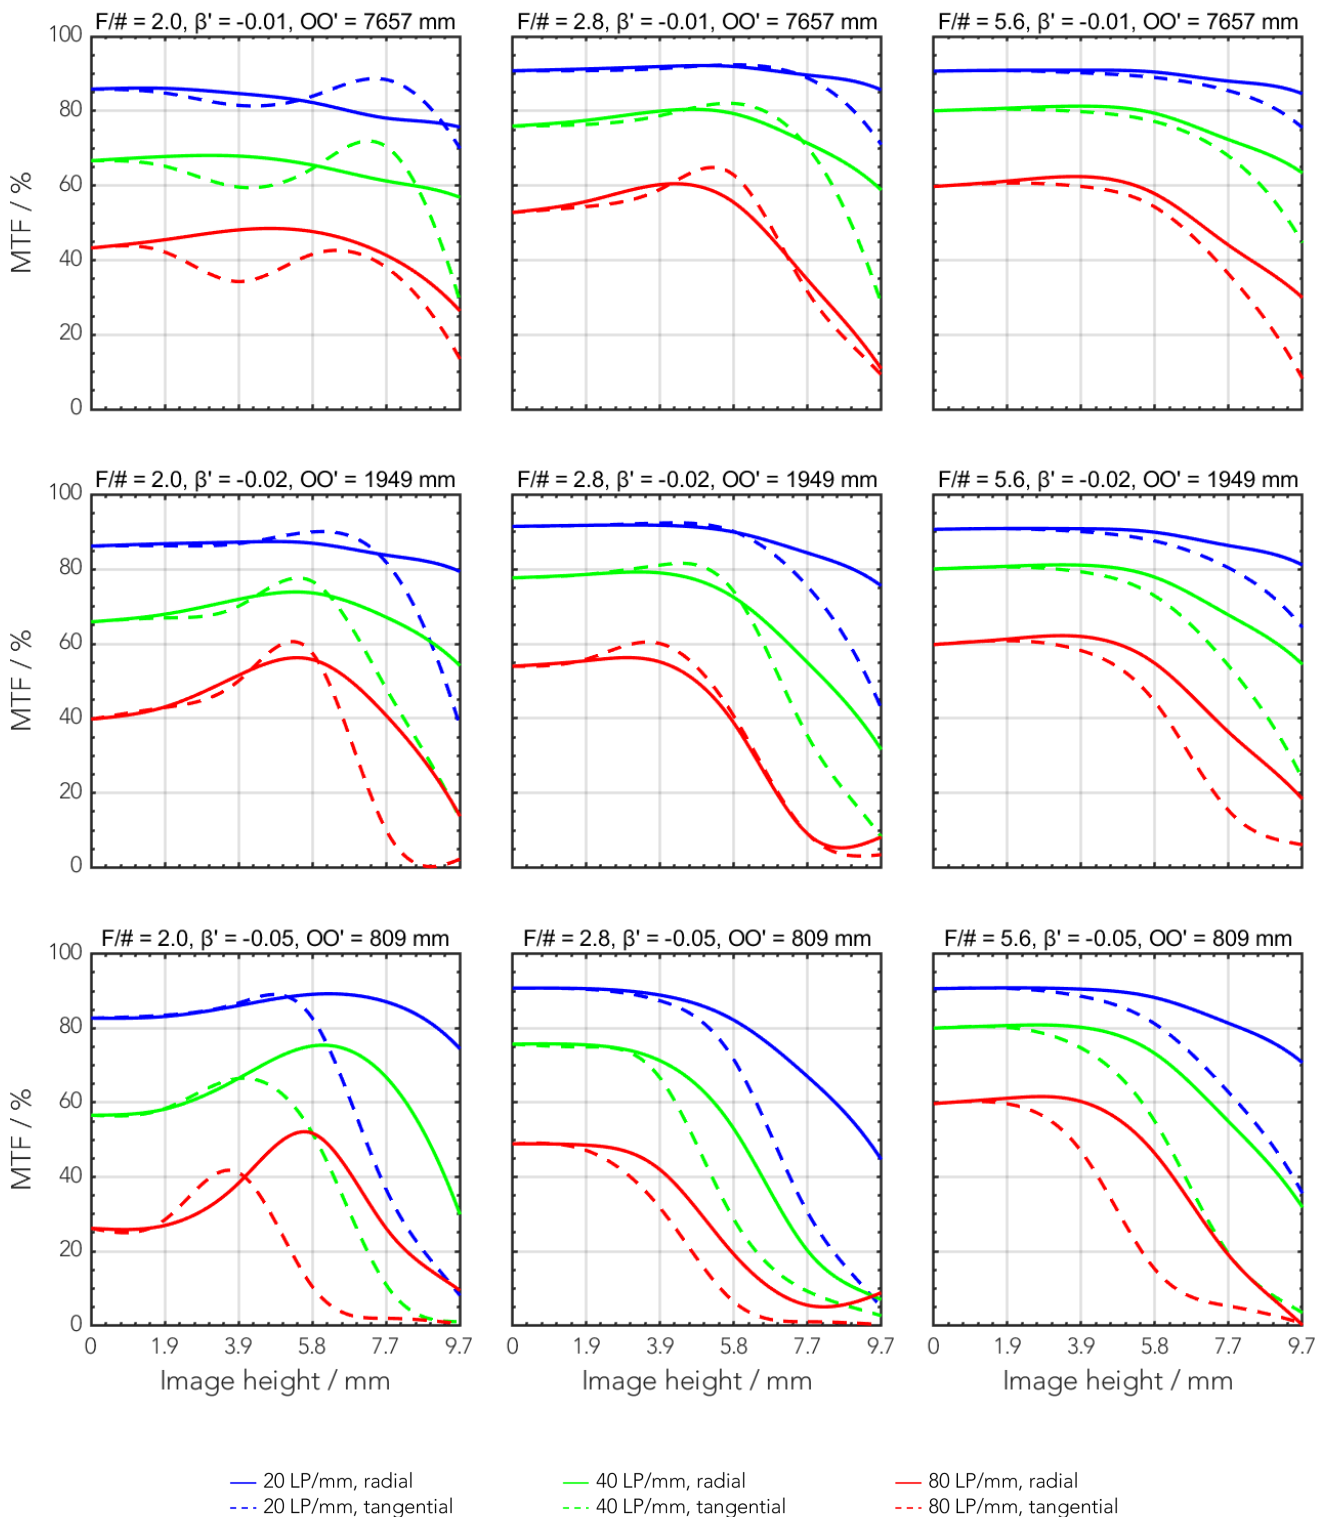 F/# = 2.0, β' = -0.01, OO' = 7657 mm
F/# = 2.8, β' = -0.01, OO' = 7657 mm
F/# = 5.6, β' = -0.01, OO' = 7657 mm
100
80
60
40
20
0
MTF / %
F/# = 2.0, β' = -0.02, OO' = 1949 mm
F/# = 2.8, β' = -0.02, OO' = 1949 mm
F/# = 5.6, β' = -0.02, OO' = 1949 mm
100
80
60
40
20
0
MTF / %
F/# = 2.0, β' = -0.05, OO' = 809 mm
F/# = 2.8, β' = -0.05, OO' = 809 mm
F/# = 5.6, β' = -0.05, OO' = 809 mm
100
80
60
40
20
0
MTF / %
0 1.9 3.9 5.8 7.7 9.7
0 1.9 3.9 5.8 7.7 9.7
0 1.9 3.9 5.8 7.7 9.7
Image height / mm
Image height / mm
Image height / mm
20 LP/mm, radial
40 LP/mm, radial
80 LP/mm, radial
20 LP/mm, tangential
40 LP/mm, tangential
80 LP/mm, tangential